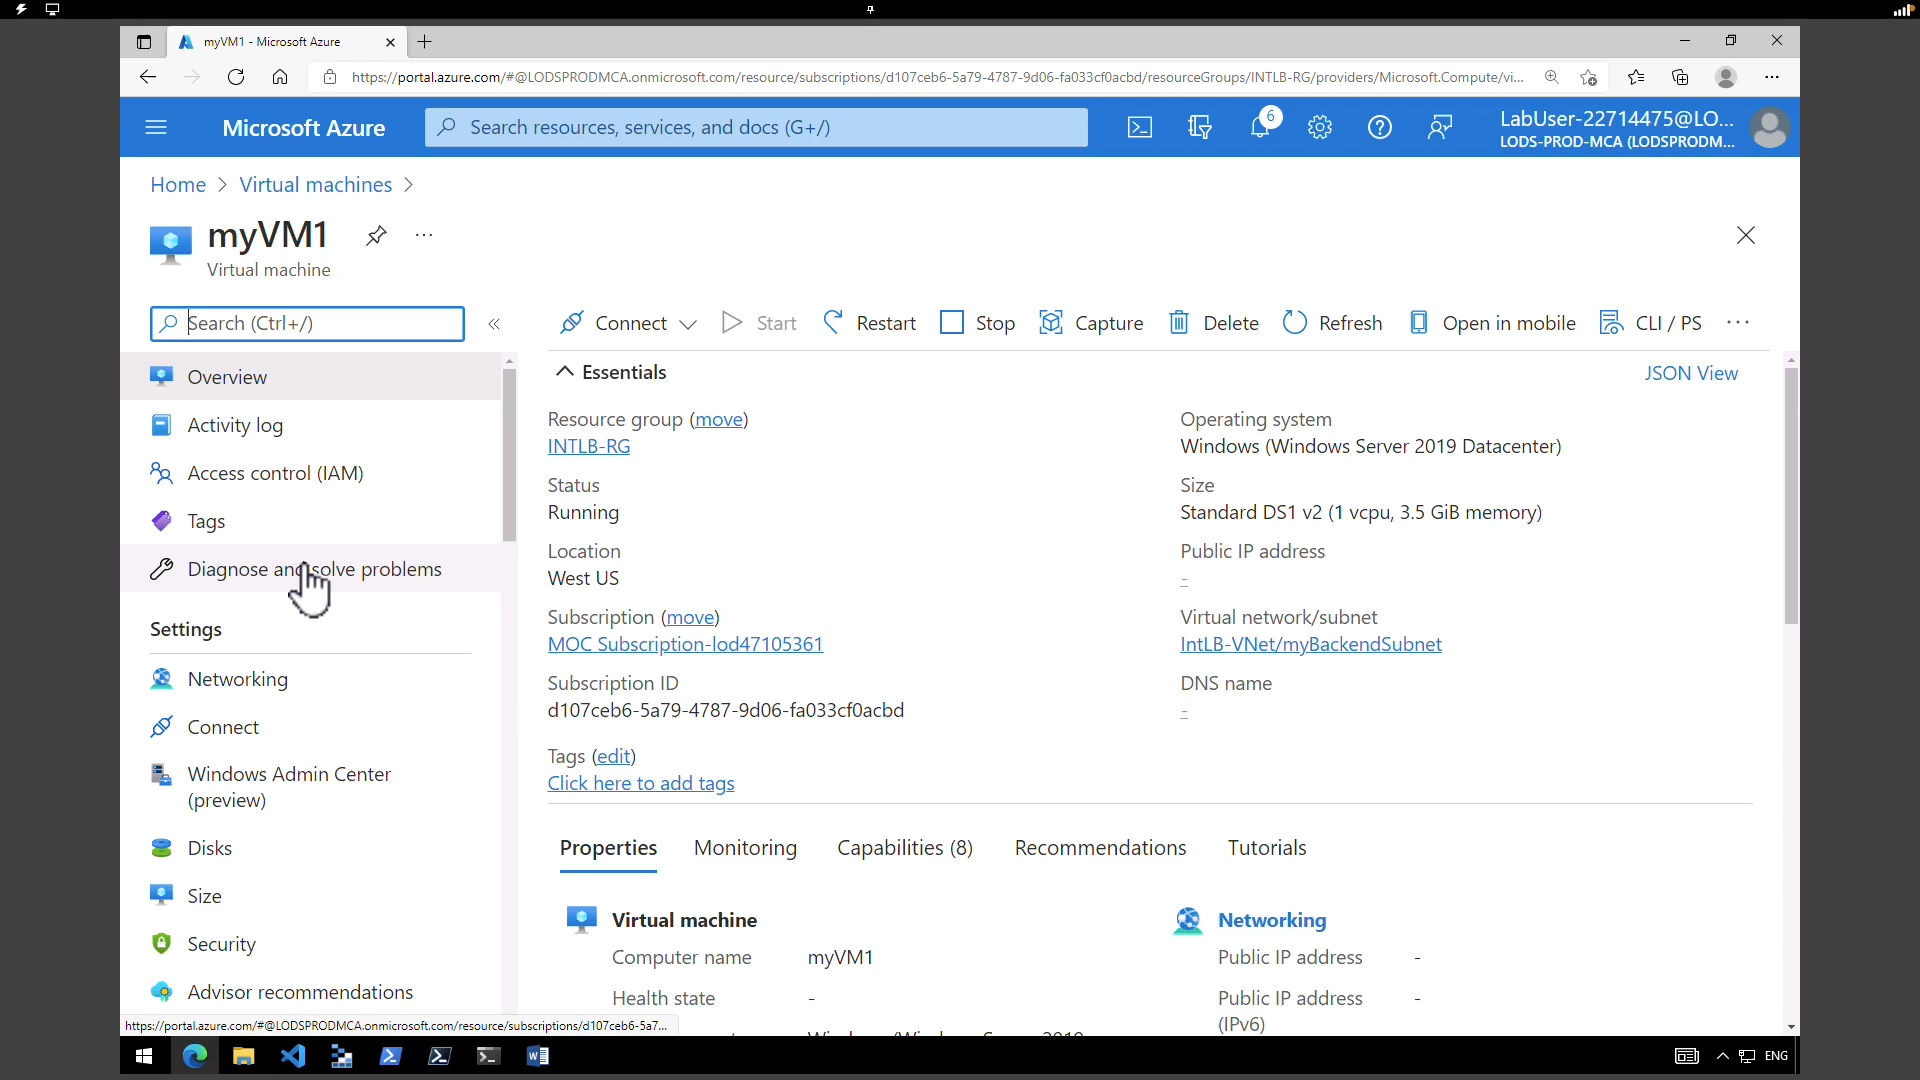 myVM1 - Microsoft Azure
https://portal.azure.com/#@LODSPRODMCA.onmicrosoft.com/resource/subscriptions/d107ceb6-5a79-4787-9d06-fa033cf0acbd/resourceGroups/INTLB-RG/providers/Microsoft.Compute/vi...
Microsoft Azure
Search resources, services, and docs (G+/)
6
LabUser-22714475@LO...
LODS-PROD-MCA (LODSPRODM...
Home > Virtual machines >
myVM1
...
Virtual machine
Search (Ctrl+/)
«
Connect
Start
Restart
Stop
Capture
Delete
Refresh
Open in mobile
CLI / PS
...
Overview
Activity log
Access control (IAM)
Tags
Diagnose and solve problems
Settings
Networking
Connect
Windows Admin Center
(preview)
Disks
Size
Security
Advisor recommendations
Essentials
JSON View
Resource group (move)
INTLB-RG
Status
Running
Location
West US
Subscription (move)
MOC Subscription-lod47105361
Subscription ID
d107ceb6-5a79-4787-9d06-fa033cf0acbd
Tags (edit)
Click here to add tags
Operating system
Windows (Windows Server 2019 Datacenter)
Size
Standard DS1 v2 (1 vcpu, 3.5 GiB memory)
Public IP address
-
Virtual network/subnet
IntLB-VNet/myBackendSubnet
DNS name
-
Properties
Monitoring
Capabilities (8)
Recommendations
Tutorials
Virtual machine
Computer name myVM1
Health state -
Networking
Public IP address -
Public IP address -
(IPv6)
https://portal.azure.com/#@LODSPRODMCA.onmicrosoft.com/resource/subscriptions/d107ceb6-5a7...
ENG